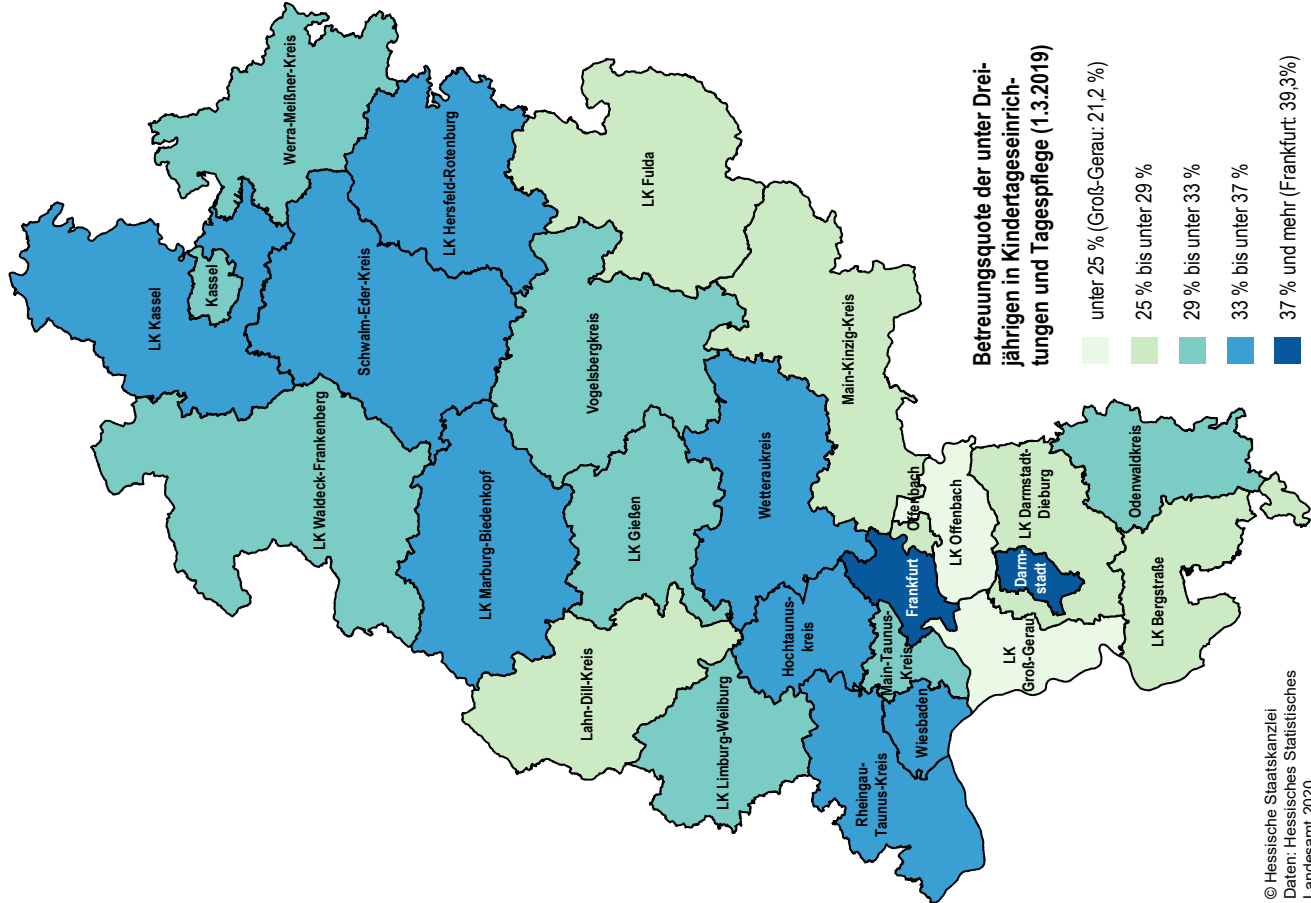 LK Kassel
Kassel
Werra-Meißner-Kreis
LK Waldeck-Frankenberg
Schwalm-Eder-Kreis
LK Hersfeld-Rotenburg
LK Marburg-Biedenkopf
Lahn-Dill-Kreis
LK Gießen
Vogelsbergkreis
LK Fulda
LK Limburg-Weilburg
Hochtaunus-
kreis
Wetteraukreis
Main-Kinzig-Kreis
Rheingau-
Taunus-Kreis
Wiesbaden
Main-Taunus-
Kreis
Frankfurt
Offenbach
LK Offenbach
LK
Groß-Gerau
Darm-
stadt
LK Darmstadt-
Dieburg
LK Bergstraße
Odenwaldkreis
Betreuungsquote der unter Drei-
jährigen in Kindertageseinrich-
tungen und Tagespflege (1.3.2019)
unter 25 % (Groß-Gerau: 21,2 %)
25 % bis unter 29 %
29 % bis unter 33 %
33 % bis unter 37 %
37 % und mehr (Frankfurt: 39,3%)
© Hessische Staatskanzlei
Daten: Hessisches Statistisches
Landesamt 2020